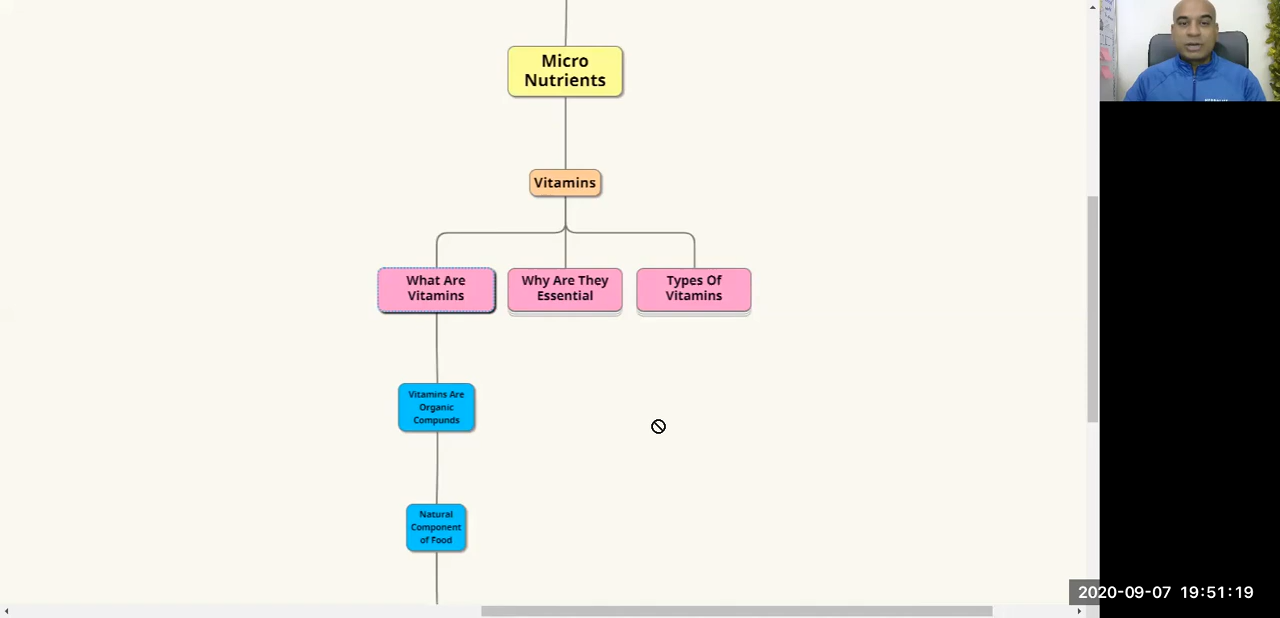 Micro
Nutrients
Vitamins
What Are
Vitamins
Why Are They
Essential
Types Of
Vitamins
Vitamins Are
Organic
Compunds
Natural
Component
of Food
2020-09-07 19:51:19